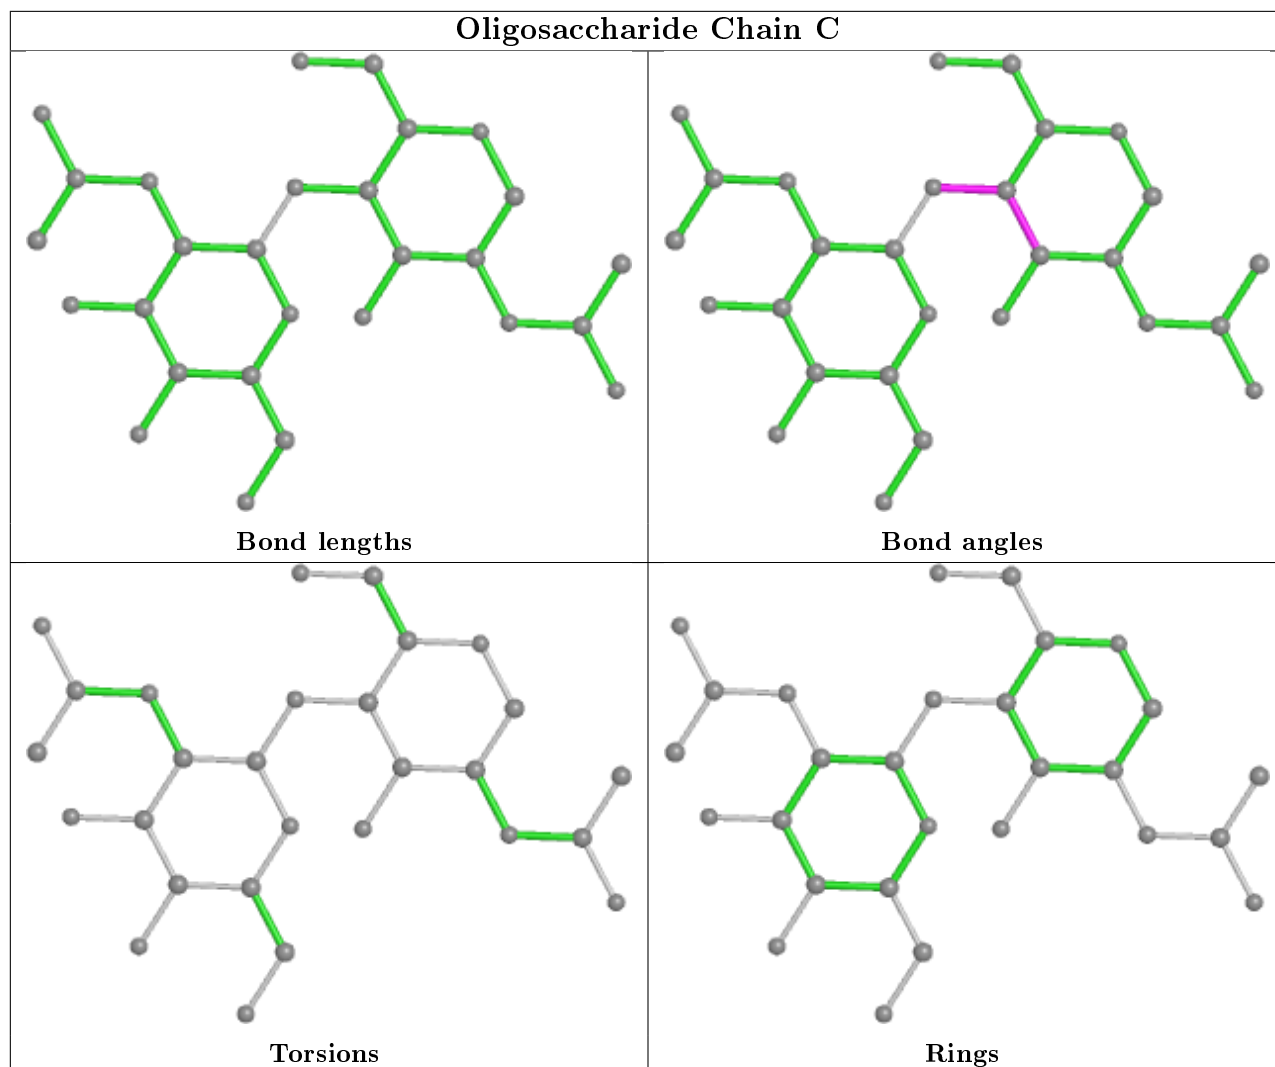 Oligosaccharide Chain C
Bond lengths
Bond angles
Torsions
Rings